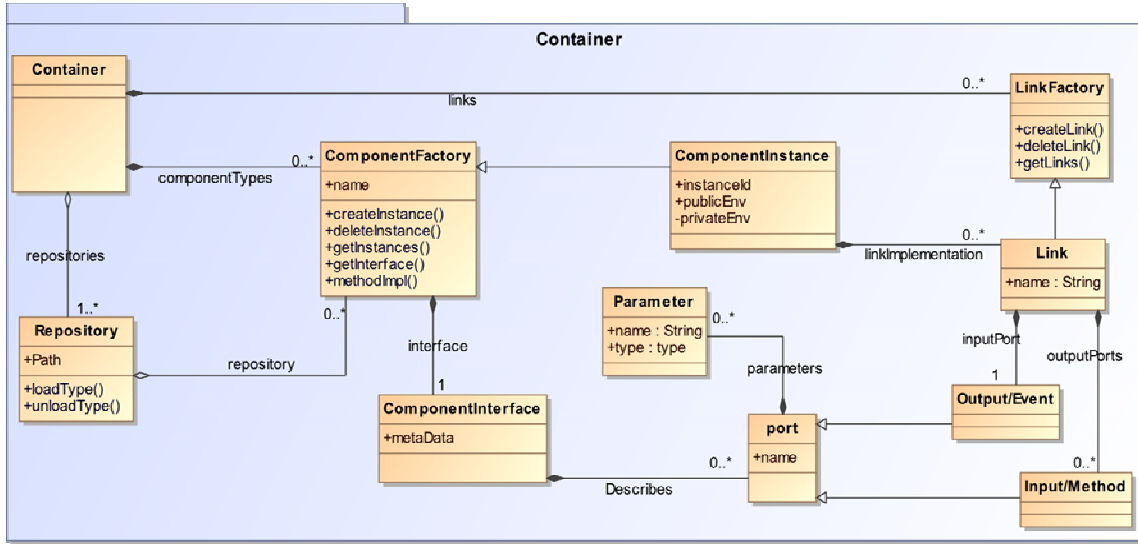 Container
Container
links
0..*
LinkFactory
+createLink()
+deleteLink()
+getLinks()
componentTypes
0..*
ComponentFactory
+name
+createInstance()
+deleteInstance()
+getInstances()
+getInterface()
+methodImpl()
ComponentInstance
+instanceId
+publicEnv
-privateEnv
linkImplementation
0..*
Link
+name : String
repositories
1..*
Repository
+Path
+loadType()
+unloadType()
repository
0..*
interface
1
Parameter
+name : String
+type : type
0..*
parameters
inputPort
1
outputPorts
0..*
Output/Event
ComponentInterface
+metaData
Describes
0..*
port
+name
Input/Method